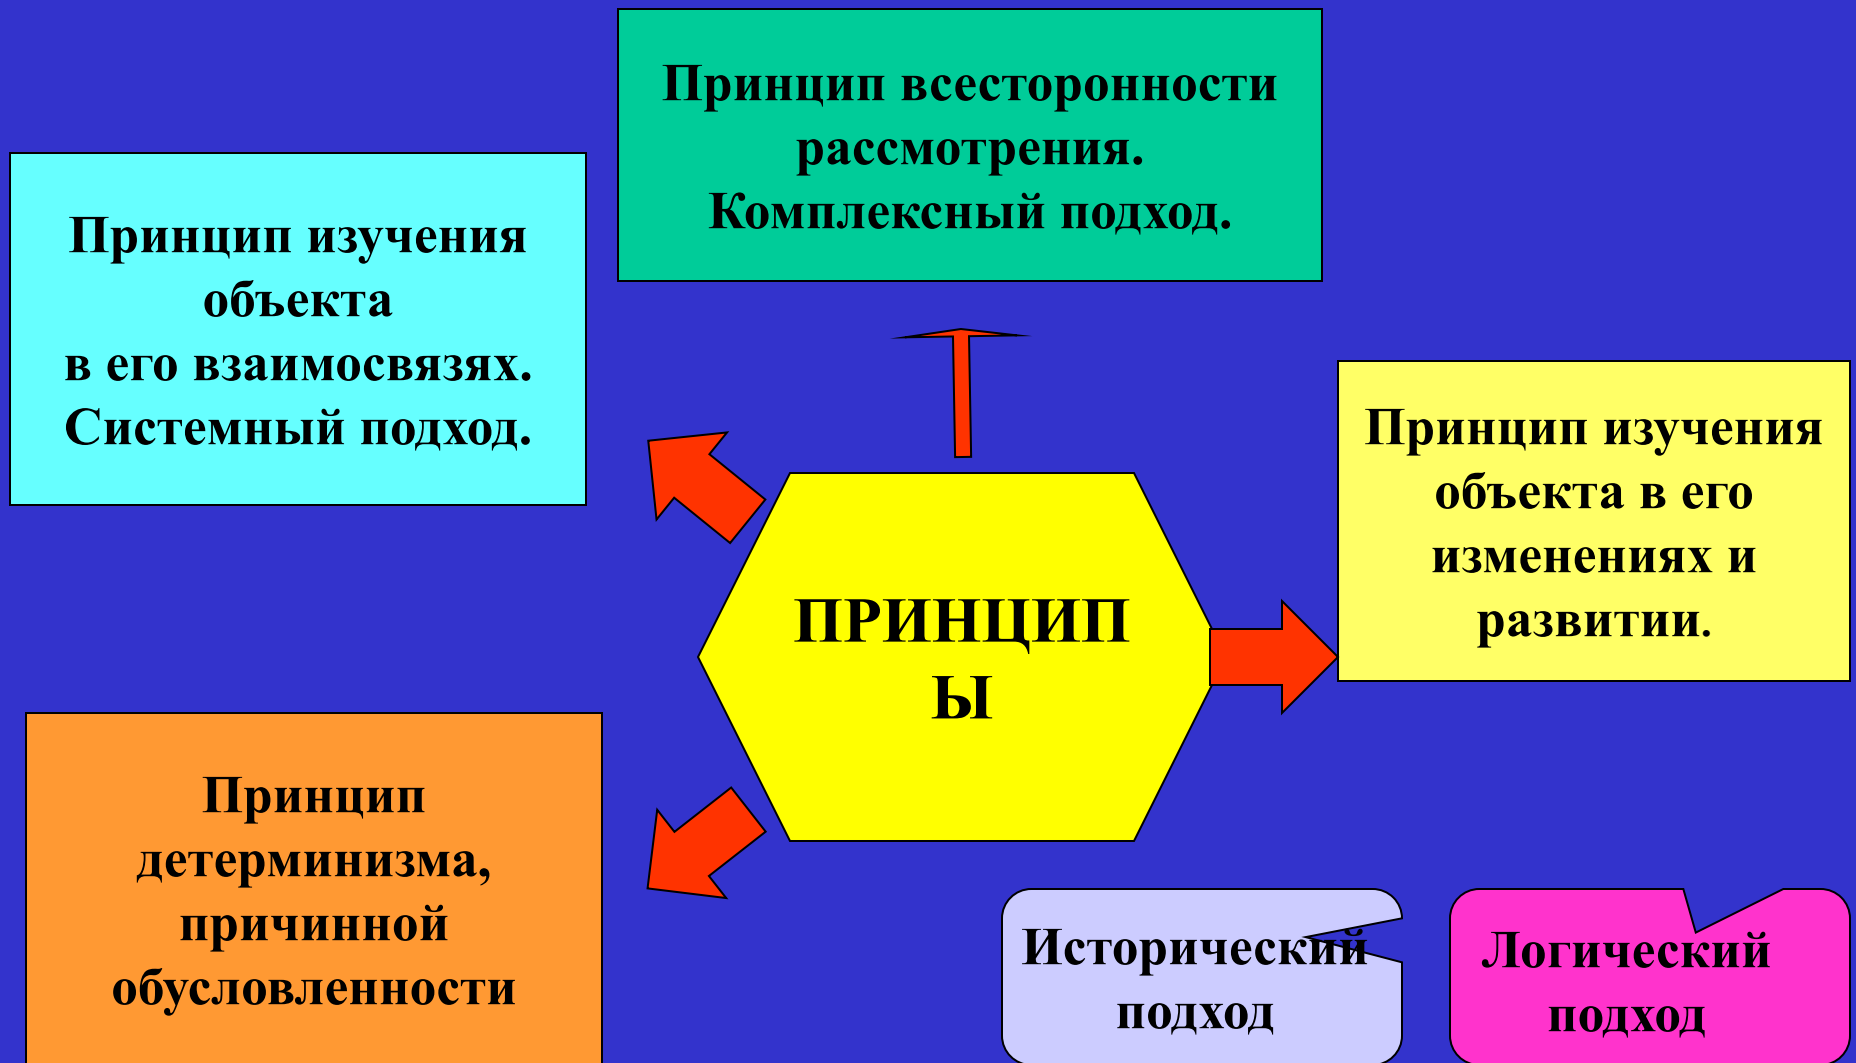 Принцип всесторонности
рассмотрения.
Комплексный подход.
Принцип изучения
объекта
в его взаимосвязях.
Системный подход.
Принцип изучения
объекта в его
изменениях и
развитии.
ПРИНЦИП
Ы
Принцип
детерминизма,
причинной
обусловленности
Исторический
подход
Логический
подход